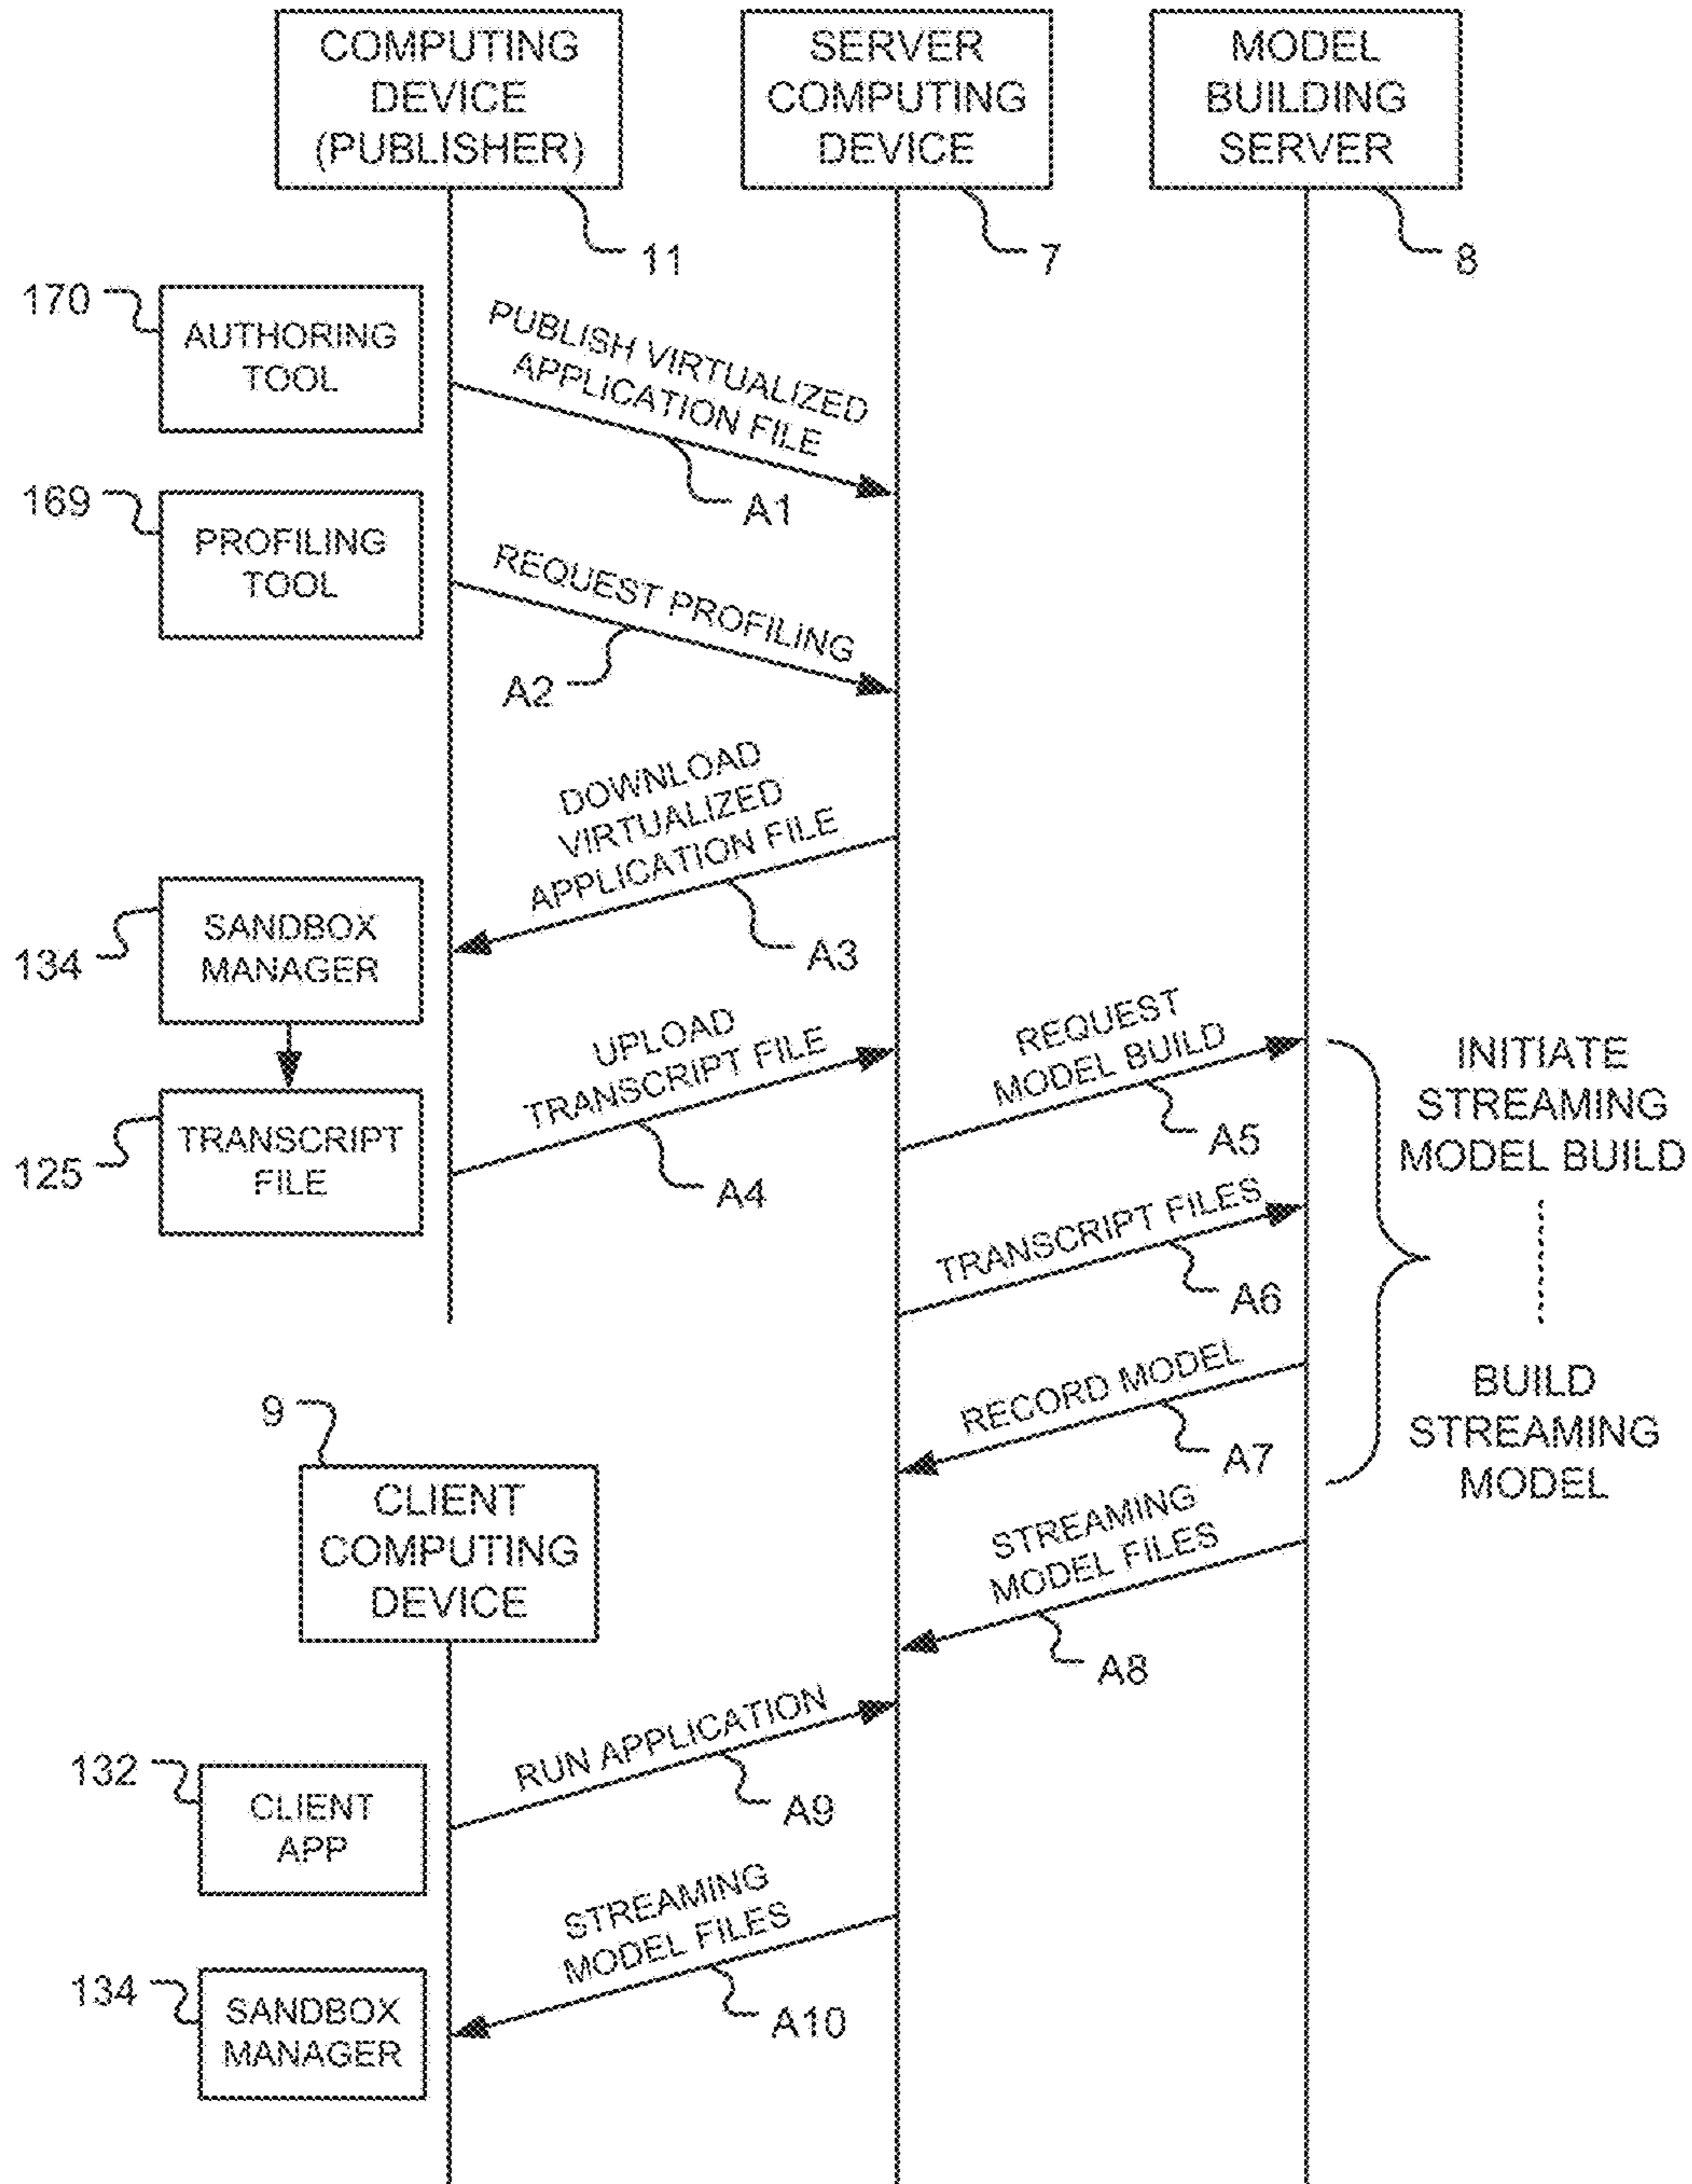 COMPUTING
DEVICE
(PUBLISHER)
SERVER
COMPUTING
DEVICE
MODEL
BUILDING
SERVER
11
7
8
170
AUTHORING
TOOL
PUBLISH VIRTUALIZED
APPLICATION FILE
A1
169
PROFILING
TOOL
REQUEST PROFILING
A2
DOWNLOAD
VIRTUALIZED
APPLICATION FILE
A3
134
SANDBOX
MANAGER
UPLOAD
TRANSCRIPT FILE
A4
125
TRANSCRIPT
FILE
REQUEST
MODEL BUILD
A5
INITIATE
STREAMING
MODEL BUILD
TRANSCRIPT FILES
A6
RECORD MODEL
A7
BUILD
STREAMING
MODEL
9
CLIENT
COMPUTING
DEVICE
STREAMING
MODEL FILES
A8
RUN APPLICATION
A9
132
CLIENT
APP
STREAMING
MODEL FILES
A10
134
SANDBOX
MANAGER